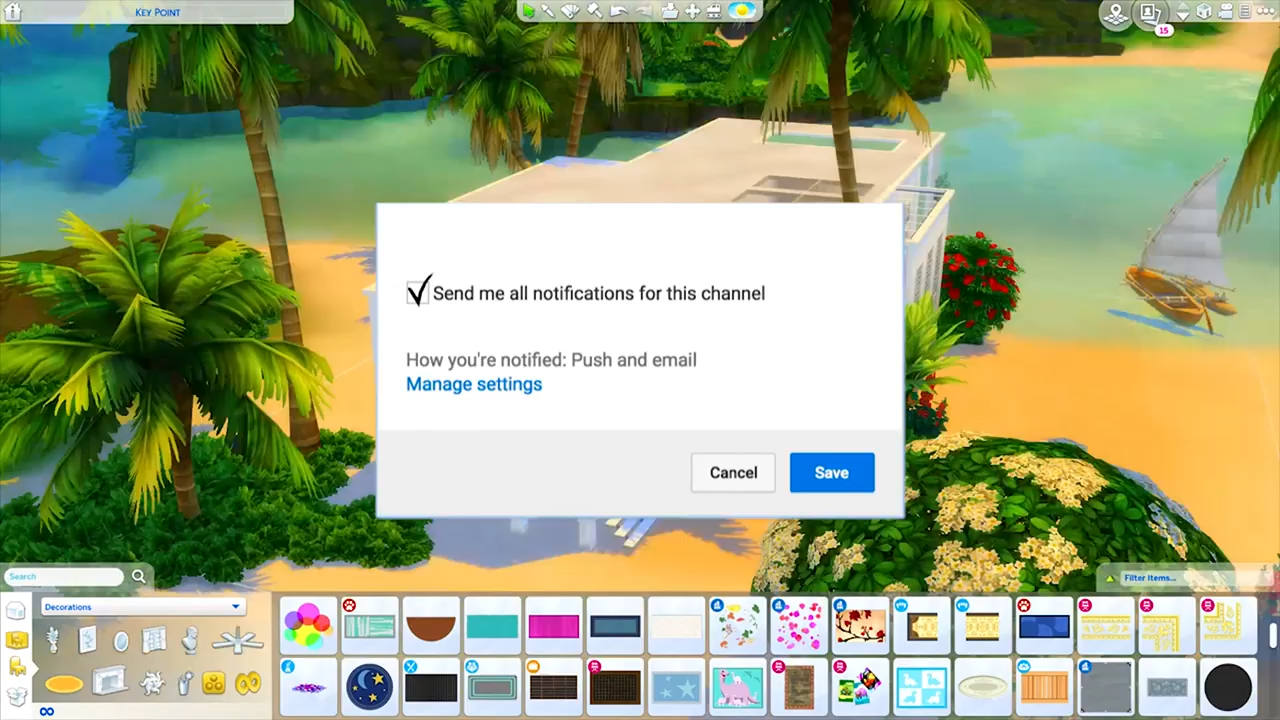 KEY POINT
15
Send me all notifications for this channel
How you're notified: Push and email
Manage settings
Cancel
Save
Search
Filter Items...
Decorations